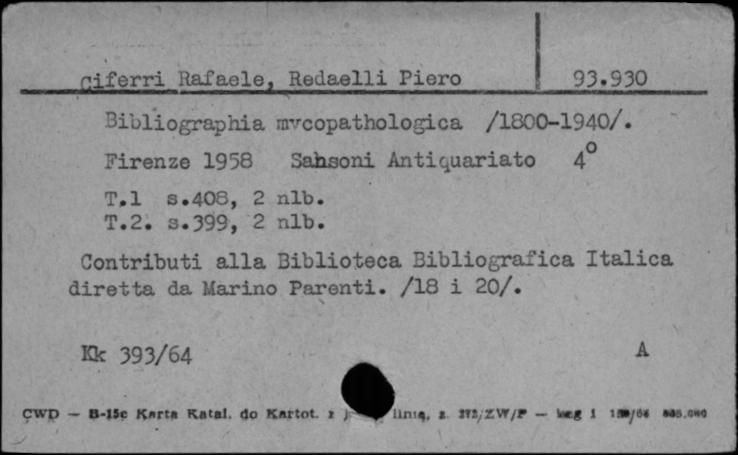 Ciferri Rafaele, Redaelli Piero 93.930
Bibliographia mycopathologica /1800-1940/.
Firenze 1958 Sansoni Antiquariato 4°
T.1 s.408, 2 nlb.
T.2. s.399, 2 nlb.
Contributi alla Biblioteca Bibliografica Italica
diretta da Marino Parenti. /18 i 20/.
Kk 393/64 A
CWD — B-15c Karta Katal. do Kartot. z linią, z.